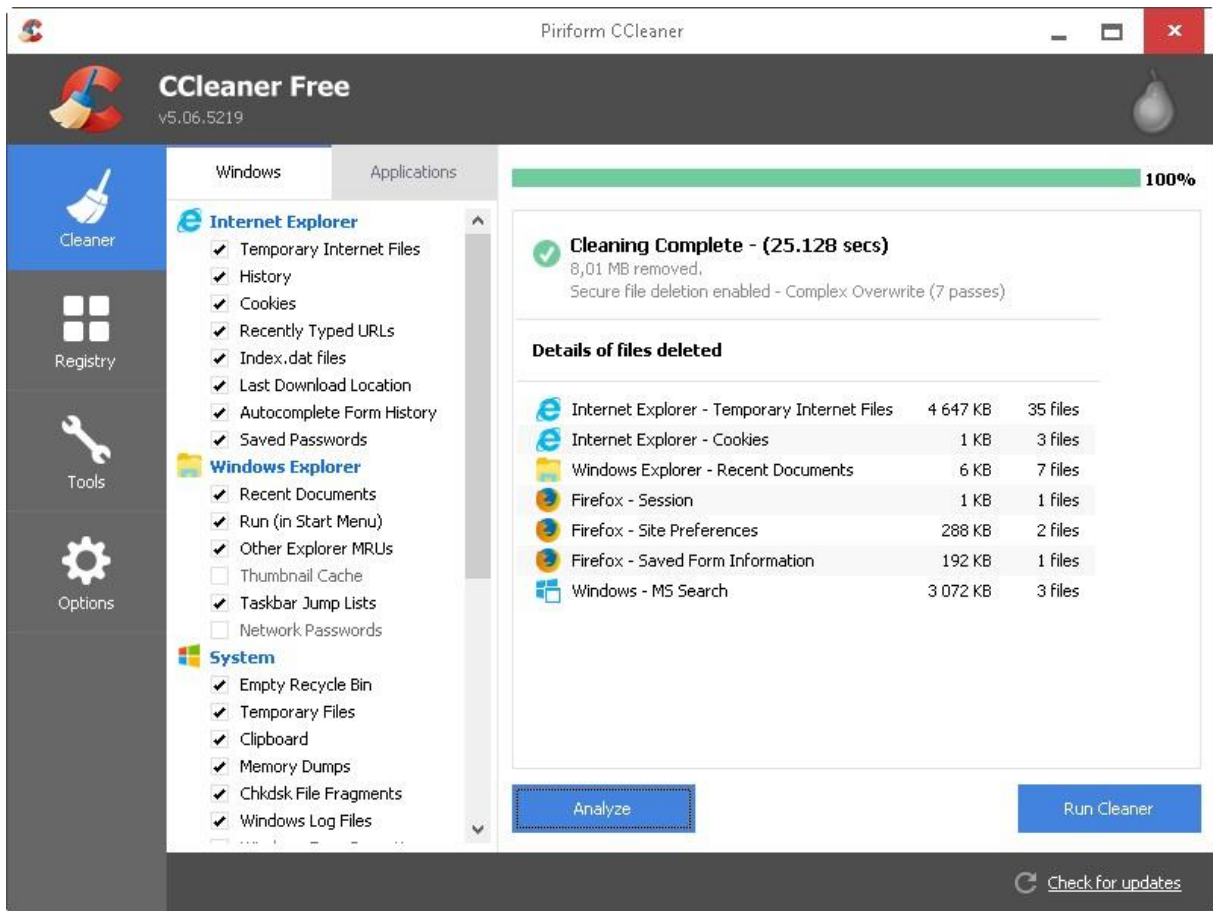 Piriform CCleaner
CCleaner Free
v5.06.5219
Cleaner
Registry
Tools
Options
Windows Applications
Internet Explorer
Temporary Internet Files
History
Cookies
Recently Typed URLs
Index.dat files
Last Download Location
Autocomplete Form History
Saved Passwords
Windows Explorer
Recent Documents
Run (in Start Menu)
Other Explorer MRUs
Thumbnail Cache
Taskbar Jump Lists
Network Passwords
System
Empty Recycle Bin
Temporary Files
Clipboard
Memory Dumps
Chkdsk File Fragments
Windows Log Files
100%
Cleaning Complete - (25.128 secs)
8,01 MB removed.
Secure file deletion enabled - Complex Overwrite (7 passes)
Details of files deleted
Internet Explorer - Temporary Internet Files 4 647 KB 35 files
Internet Explorer - Cookies 1 KB 3 files
Windows Explorer - Recent Documents 6 KB 7 files
Firefox - Session 1 KB 1 files
Firefox - Site Preferences 288 KB 2 files
Firefox - Saved Form Information 192 KB 1 files
Windows - MS Search 3 072 KB 3 files
Analyze
Run Cleaner
Check for updates